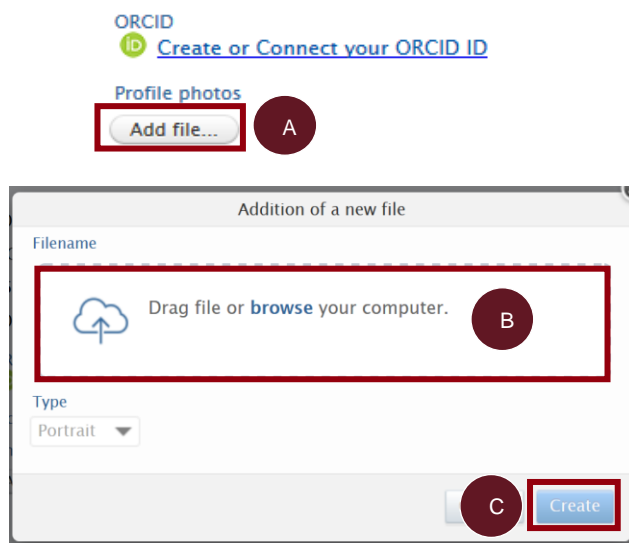 ORCID
iD Create or Connect your ORCID ID
Profile photos
Add file...
A
Addition of a new file
Filename
Drag file or browse your computer.
B
Type
Portrait
C
Create